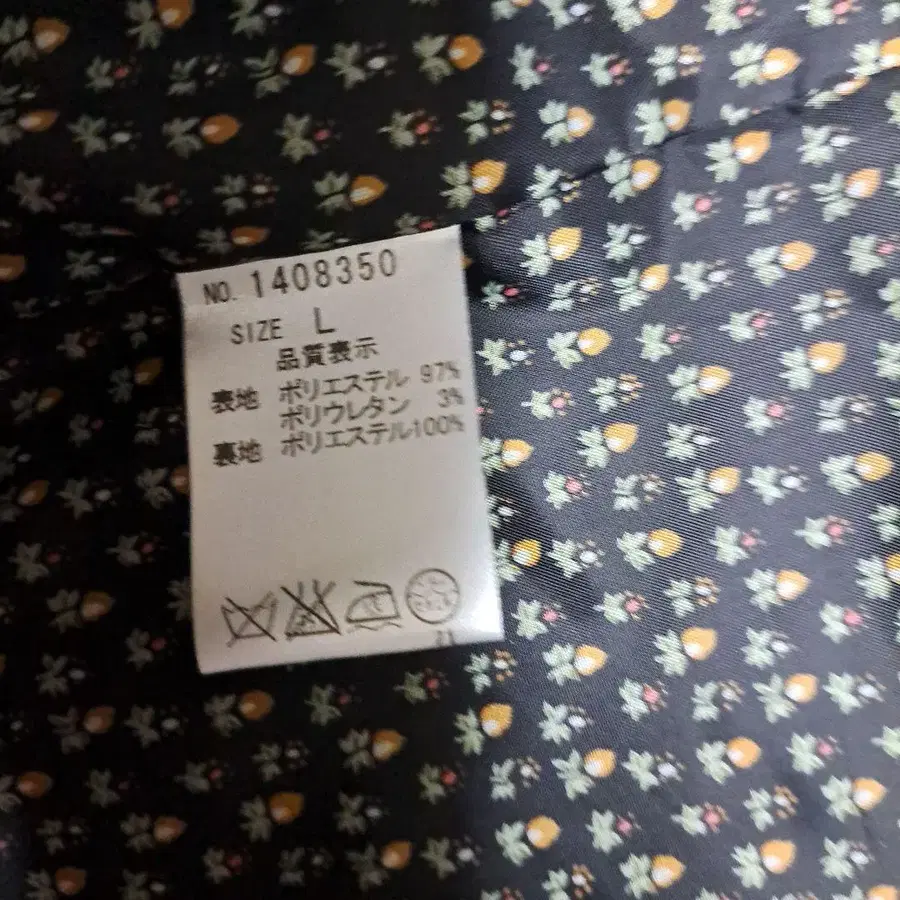 NO. 1408350
SIZE L
品質表示
表地 ポリエステル 97%
ポリウレタン 3%
裏地 ポリエステル100%